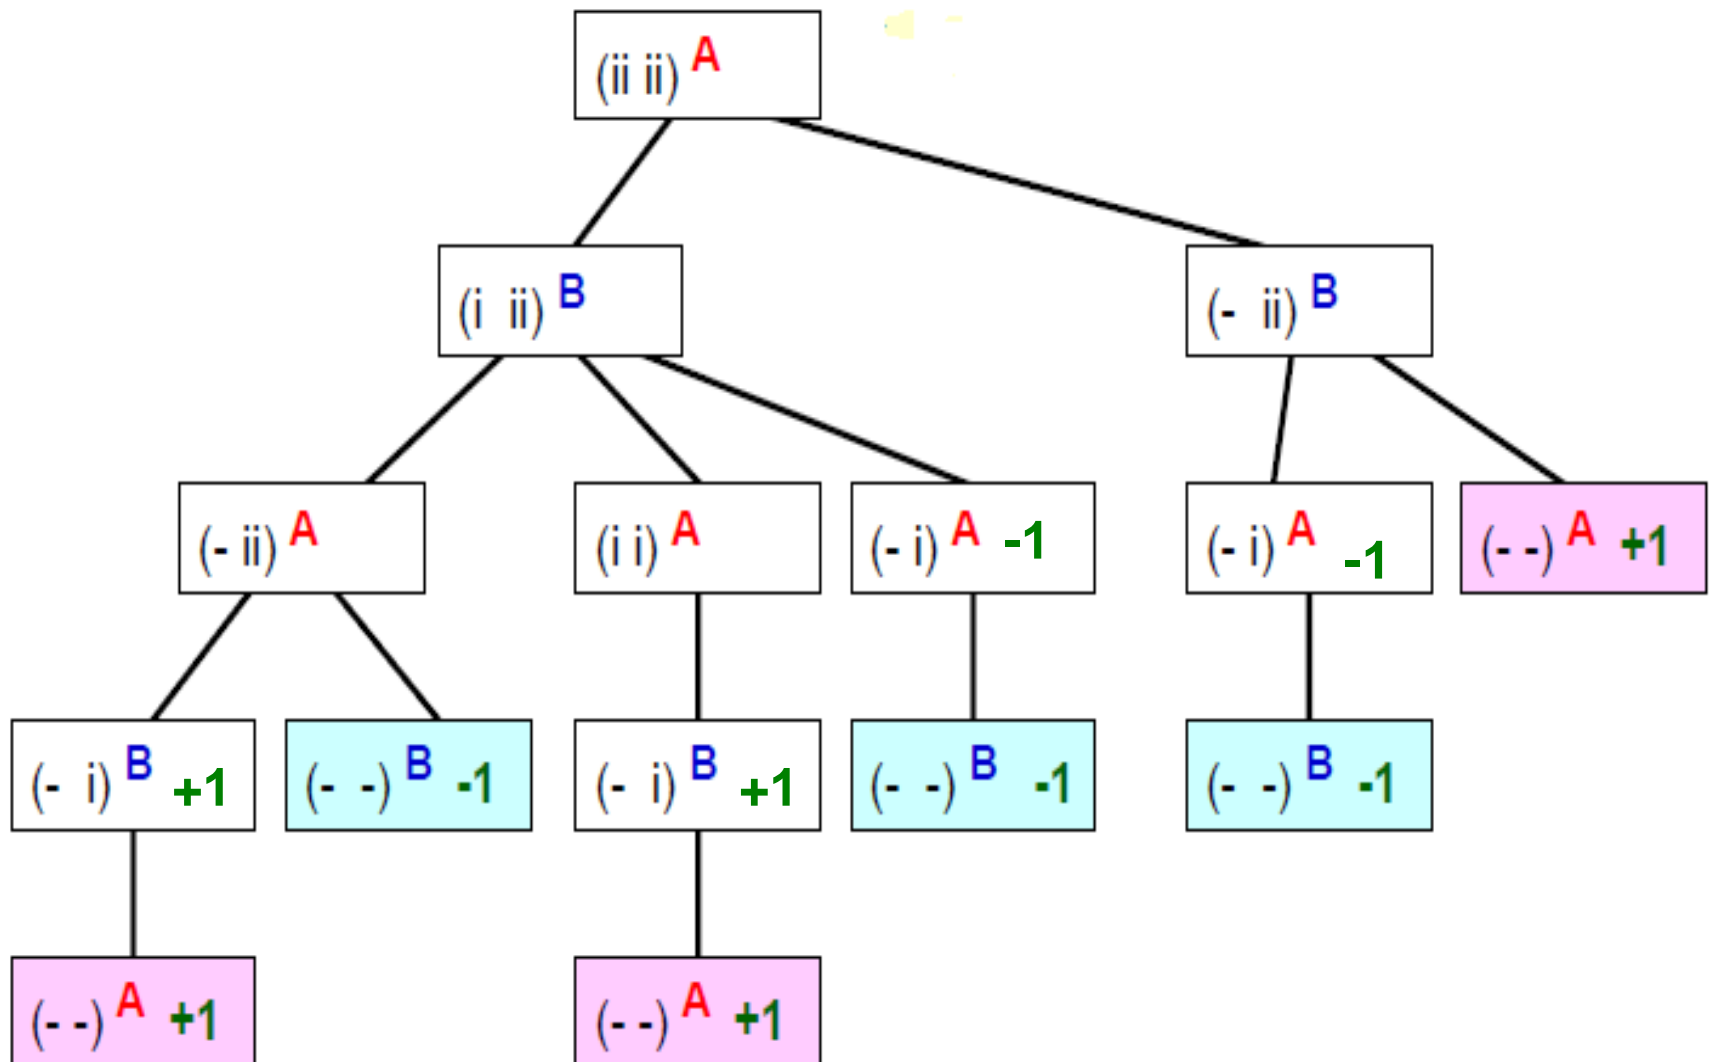 (ii ii) A
(i ii) B
(- ii) B
(- ii) A
(i i) A
(- i) A -1
(- i) A -1
(- -) A +1
(- i) B +1
(- -) B -1
(- i) B +1
(- -) B -1
(- -) B -1
(- -) A +1
(- -) A +1